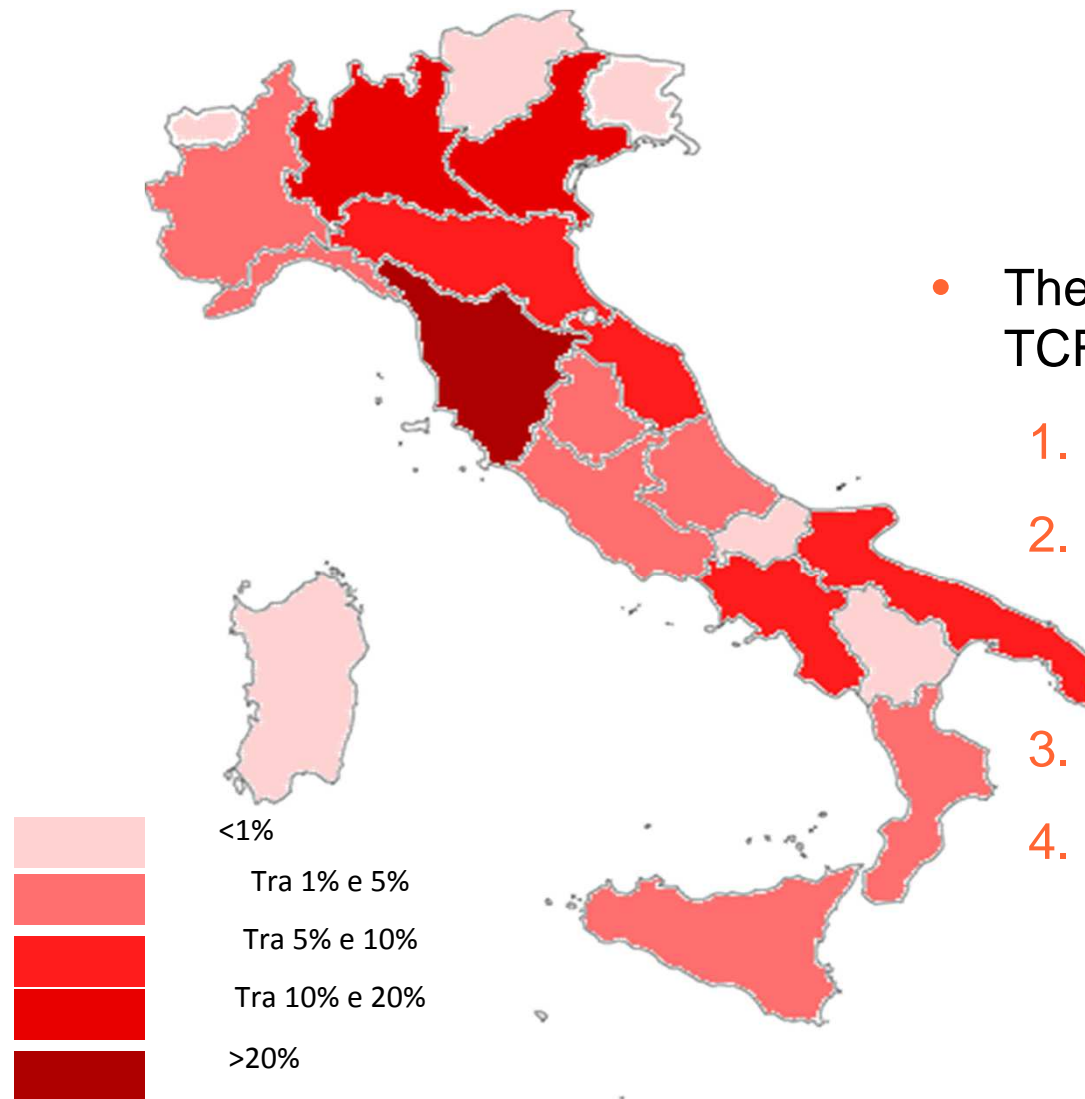 • The
TCF
1.
2.
3.
4.
<1%
Tra 1% e 5%
Tra 5% e 10%
Tra 10% e 20%
>20%